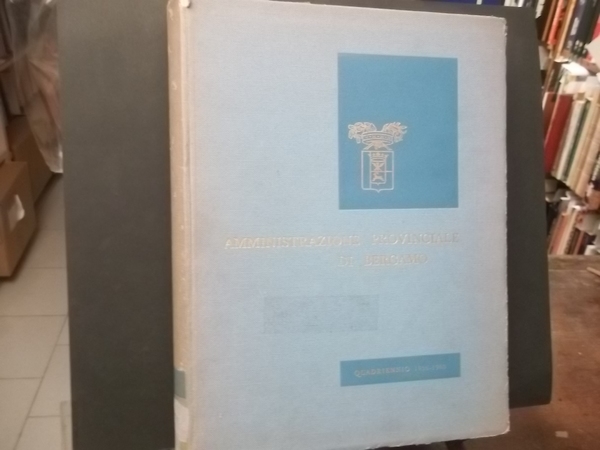 AMMINISTRAZIONE PROVINCIALE
DI BERGAMO
QUADRIENNIO